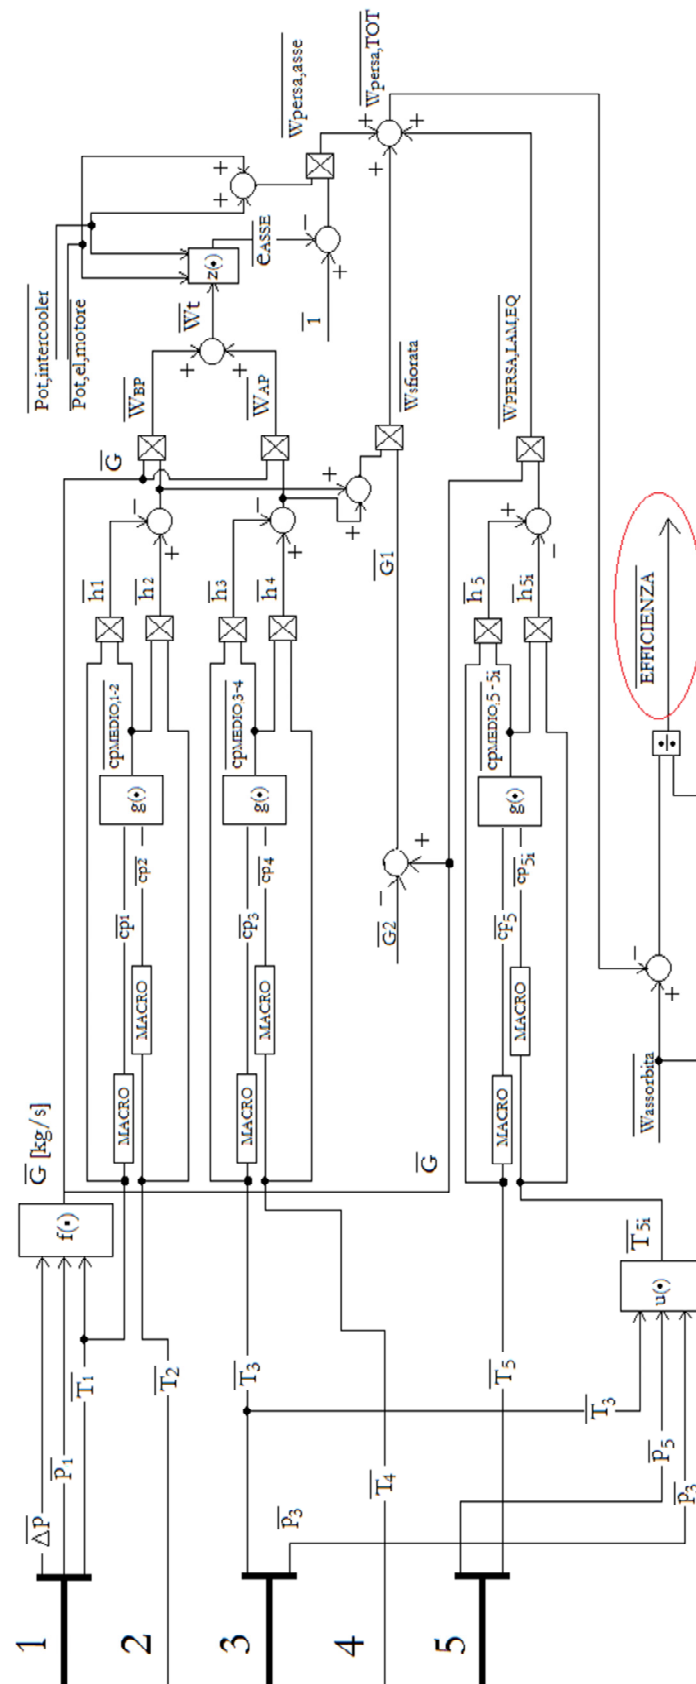 1
ΔP
p1
T1
f(•)
G [kg/s]
2
T2
MACRO
MACRO
cp1
cp2
g(•)
cpMEDIO,1-2
h1
h2
-
+
G
WBP
WAP
+
+
Wt
Pot,intercooler
Pot,el,motore
z(•)
eASSE
1
+
-
+
+
Wpersa,asse
Wpersa,TOT
+
+
+
3
T3
p3
MACRO
MACRO
cp3
cp4
g(•)
cpMEDIO,3-4
h3
h4
-
+
+
+
4
T4
G
G2
-
+
G1
Wsfiorata
5
T5
T3
p5
p3
u(•)
T5i
MACRO
MACRO
cp5
cp5i
g(•)
cpMEDIO,5-5i
h5
h5i
+
-
WPERSA,LAM,EQ
Wassorbita
+
-
÷
EFFICIENZA